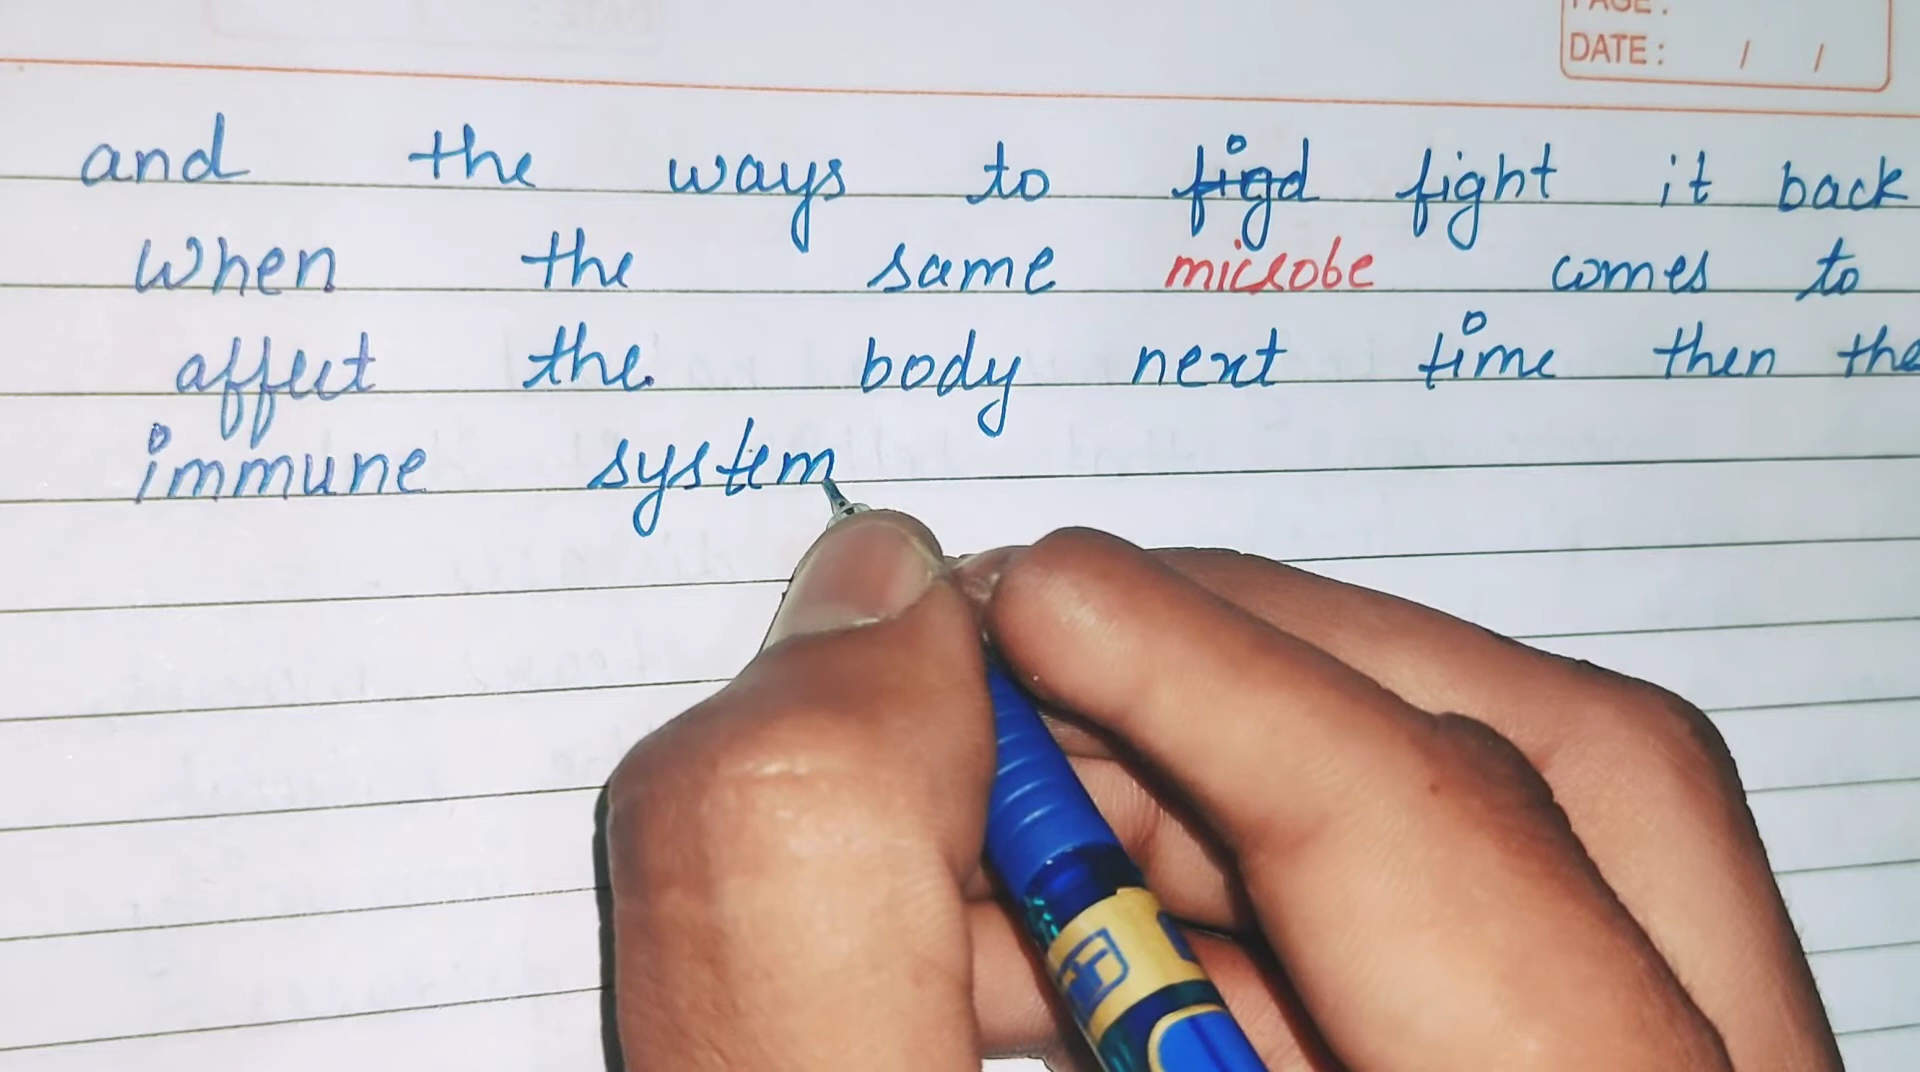 PAGE:
DATE: / /
and the ways to figd fight it back
when the same microbe comes to
affect the body next time then the
immune system